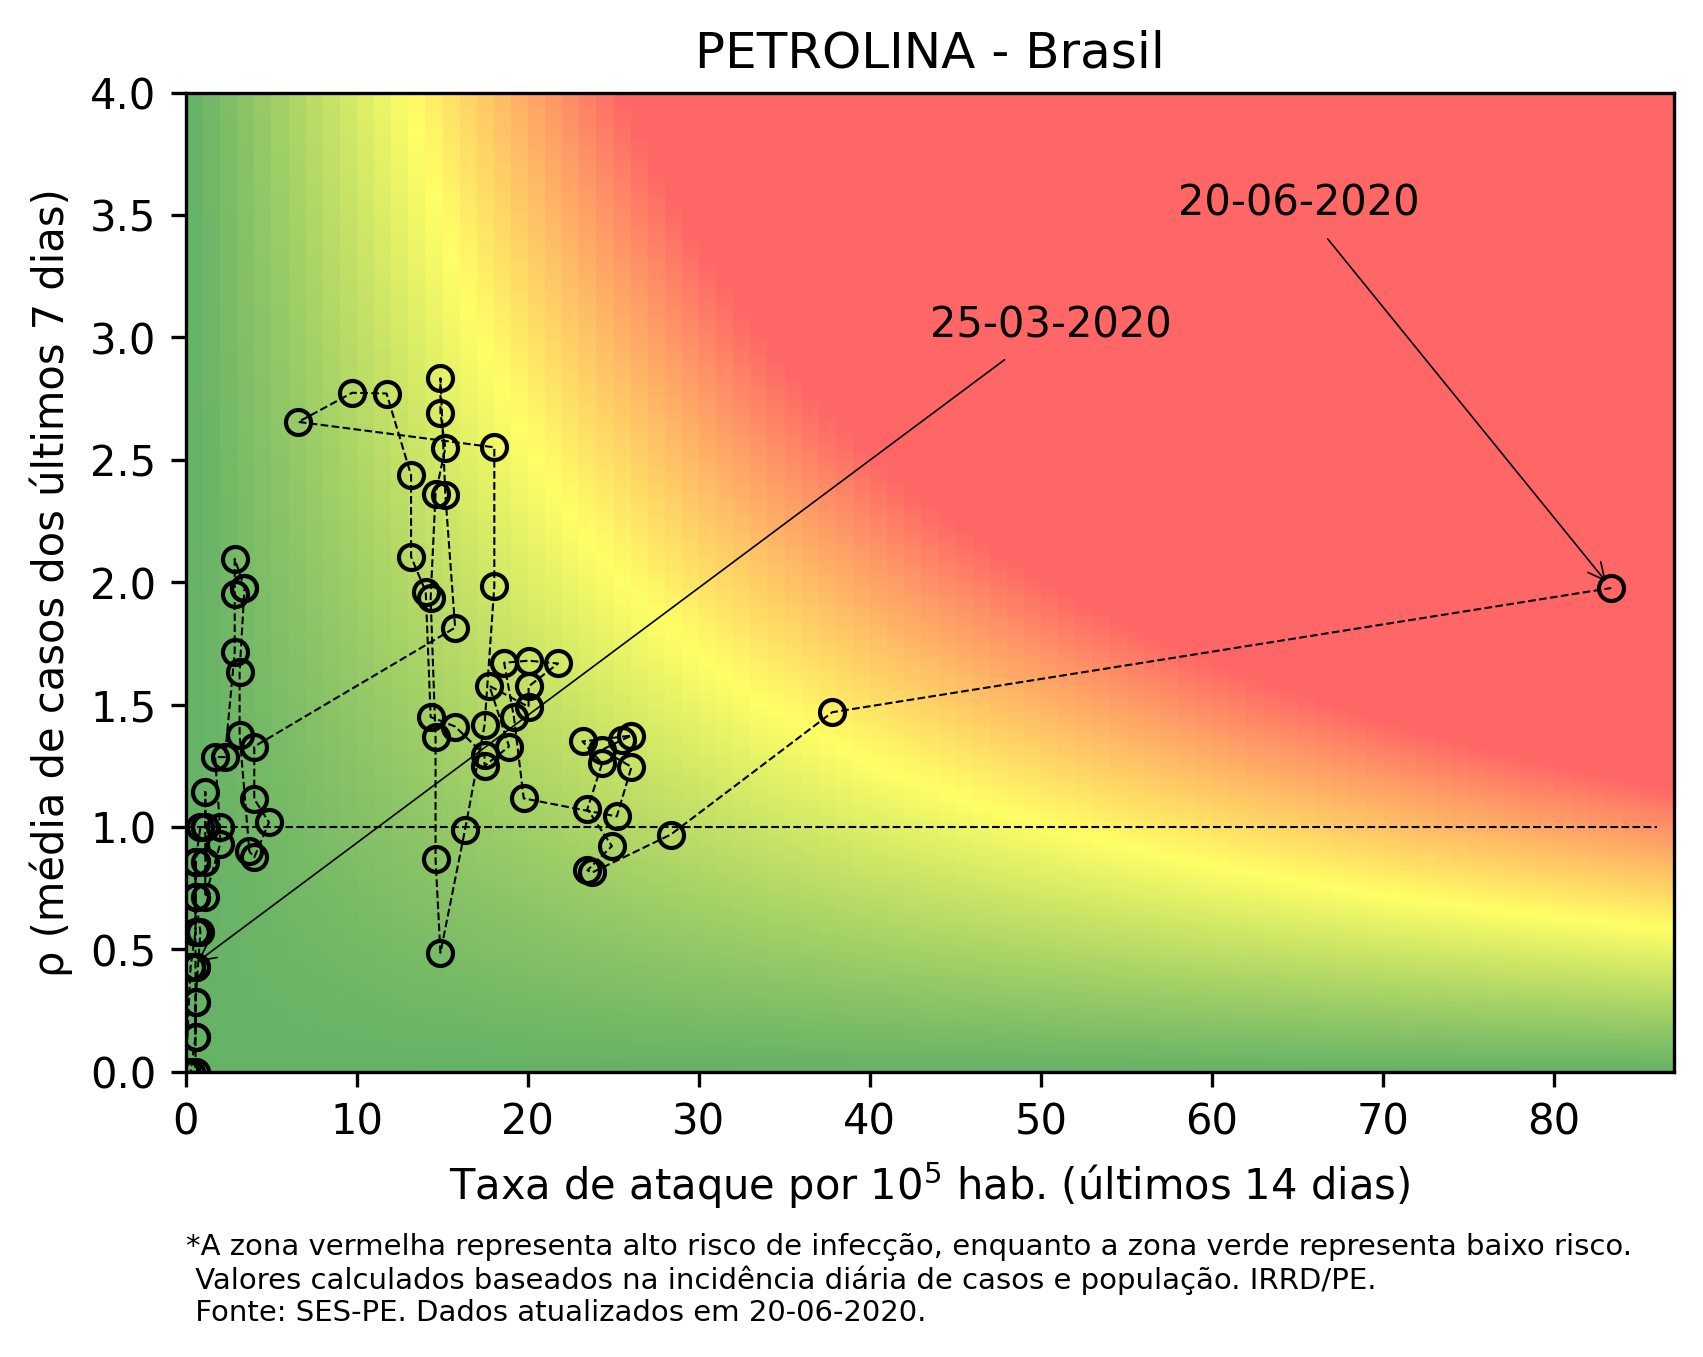 PETROLINA - Brasil
4.0
3.5
3.0
2.5
2.0
1.5
1.0
0.5
0.0
ρ (média de casos dos últimos 7 dias)
20-06-2020
25-03-2020
0 10 20 30 40 50 60 70 80
Taxa de ataque por 10⁵ hab. (últimos 14 dias)
*A zona vermelha representa alto risco de infecção, enquanto a zona verde representa baixo risco.
Valores calculados baseados na incidência diária de casos e população. IRRD/PE.
Fonte: SES-PE. Dados atualizados em 20-06-2020.